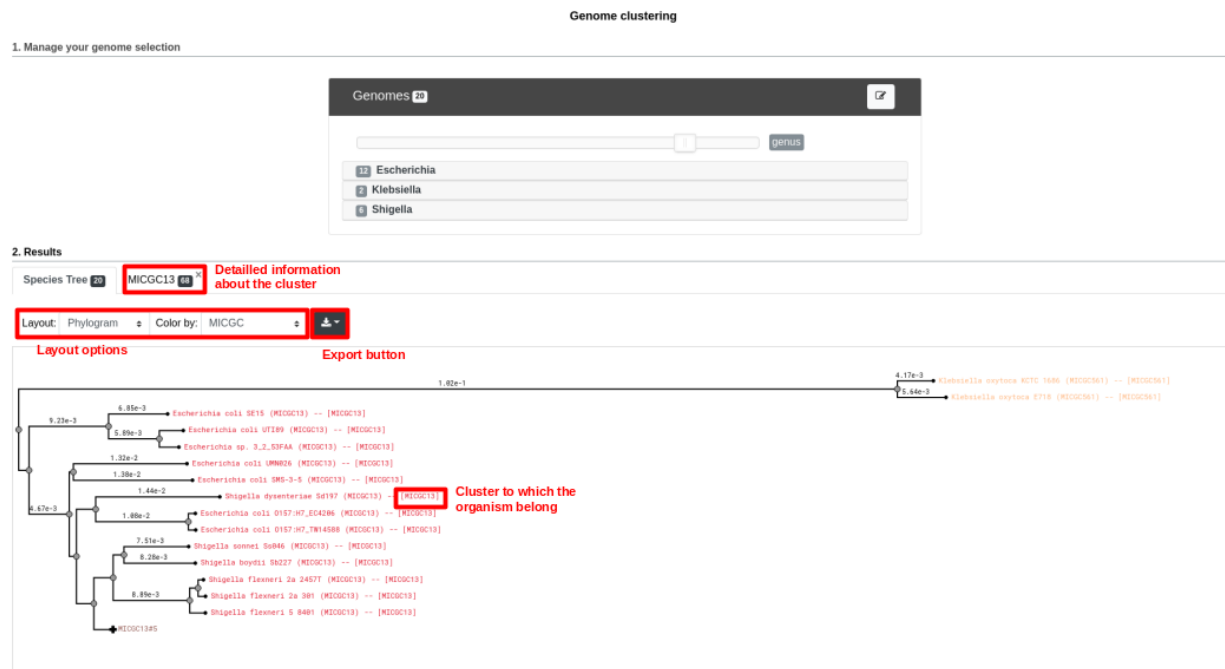 Genome clustering
1. Manage your genome selection
Genomes 20
genus
12 Escherichia
2 Klebsiella
6 Shigella
2. Results
Species Tree 20
MICGC13 68 ×
Detailled information
about the cluster
Layout: Phylogram Color by: MICGC
Layout options
Export button
4.17e-3
Klebsiella oxytoca KCTC 1686 (MICGC561) -- [MICGC561]
1.02e-1
5.64e-3
Klebsiella oxytoca E718 (MICGC561) -- [MICGC561]
6.85e-3
Escherichia coli SE15 (MICGC13) -- [MICGC13]
9.23e-3
5.89e-3
Escherichia coli UTI89 (MICGC13) -- [MICGC13]
Escherichia sp. 3_2_53FAA (MICGC13) -- [MICGC13]
1.32e-2
Escherichia coli UMN026 (MICGC13) -- [MICGC13]
1.38e-2
Escherichia coli SMS-3-5 (MICGC13) -- [MICGC13]
1.44e-2
Shigella dysenteriae Sd197 (MICGC13) -- [MICGC13]
Cluster to which the
organism belong
4.67e-3
1.08e-2
Escherichia coli O157:H7_EC4206 (MICGC13) -- [MICGC13]
Escherichia coli O157:H7_TW14588 (MICGC13) -- [MICGC13]
7.51e-3
Shigella sonnei Ss046 (MICGC13) -- [MICGC13]
8.28e-3
Shigella boydii Sb227 (MICGC13) -- [MICGC13]
Shigella flexneri 2a 2457T (MICGC13) -- [MICGC13]
8.89e-3
Shigella flexneri 2a 301 (MICGC13) -- [MICGC13]
Shigella flexneri 5 8401 (MICGC13) -- [MICGC13]
MICGC13#5